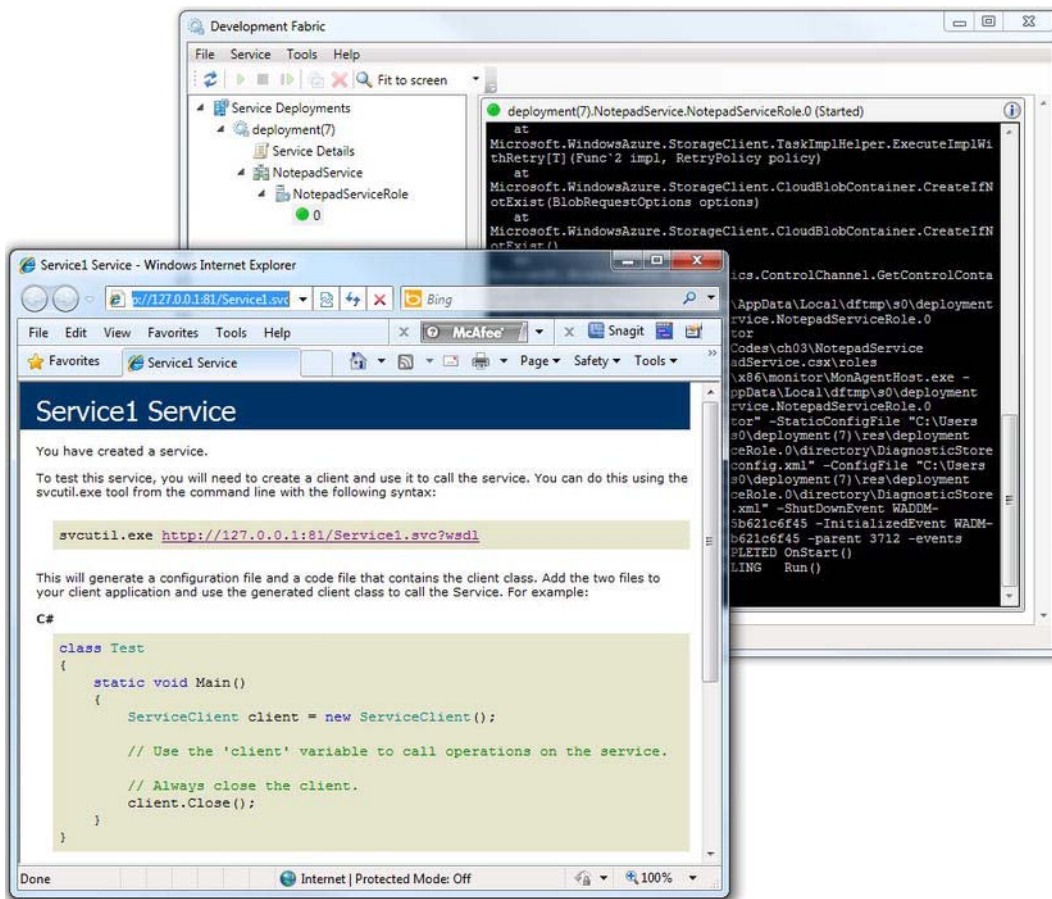 Development Fabric
File Service Tools Help
Fit to screen
Service Deployments
deployment(7)
Service Details
NotepadService
NotepadServiceRole
0
deployment(7).NotepadService.NotepadServiceRole.0 (Started)
at
Microsoft.WindowsAzure.StorageClient.TaskImplHelper.ExecuteImplWi
thRetry[T](Func`2 impl, RetryPolicy policy)
at
Microsoft.WindowsAzure.StorageClient.CloudBlobContainer.CreateIfN
otExist(BlobRequestOptions options)
at
Microsoft.WindowsAzure.StorageClient.CloudBlobContainer.CreateIfN
otExist()
ics.ControlChannel.GetControlConta
\AppData\Local\dftmp\s0\deployment
rvice.NotepadServiceRole.0
tor
Codes\ch03\NotepadService
adService.csx\roles
\x86\monitor\MonAgentHost.exe -
ppData\Local\dftmp\s0\deployment
rvice.NotepadServiceRole.0
tor" -StaticConfigFile "C:\Users
s0\deployment(7)\res\deployment
ceRole.0\directory\DiagnosticStore
config.xml" -ConfigFile "C:\Users
s0\deployment(7)\res\deployment
ceRole.0\directory\DiagnosticStore
.xml" -ShutDownEvent WADDM-
5b621c6f45 -InitializedEvent WADM-
b621c6f45 -parent 3712 -events
PLETED OnStart()
LING Run()
Service1 Service - Windows Internet Explorer
p://127.0.0.1:81/Service1.svc
Bing
File Edit View Favorites Tools Help
McAfee
Snagit
Favorites
Service1 Service
Page Safety Tools
Service1 Service
You have created a service.
To test this service, you will need to create a client and use it to call the service. You can do this using the
svcutil.exe tool from the command line with the following syntax:
svcutil.exe http://127.0.0.1:81/Service1.svc?wsdl
This will generate a configuration file and a code file that contains the client class. Add the two files to
your client application and use the generated client class to call the Service. For example:
C#
class Test
{
static void Main()
{
ServiceClient client = new ServiceClient();
// Use the 'client' variable to call operations on the service.
// Always close the client.
client.Close();
}
}
Done
Internet | Protected Mode: Off
100%